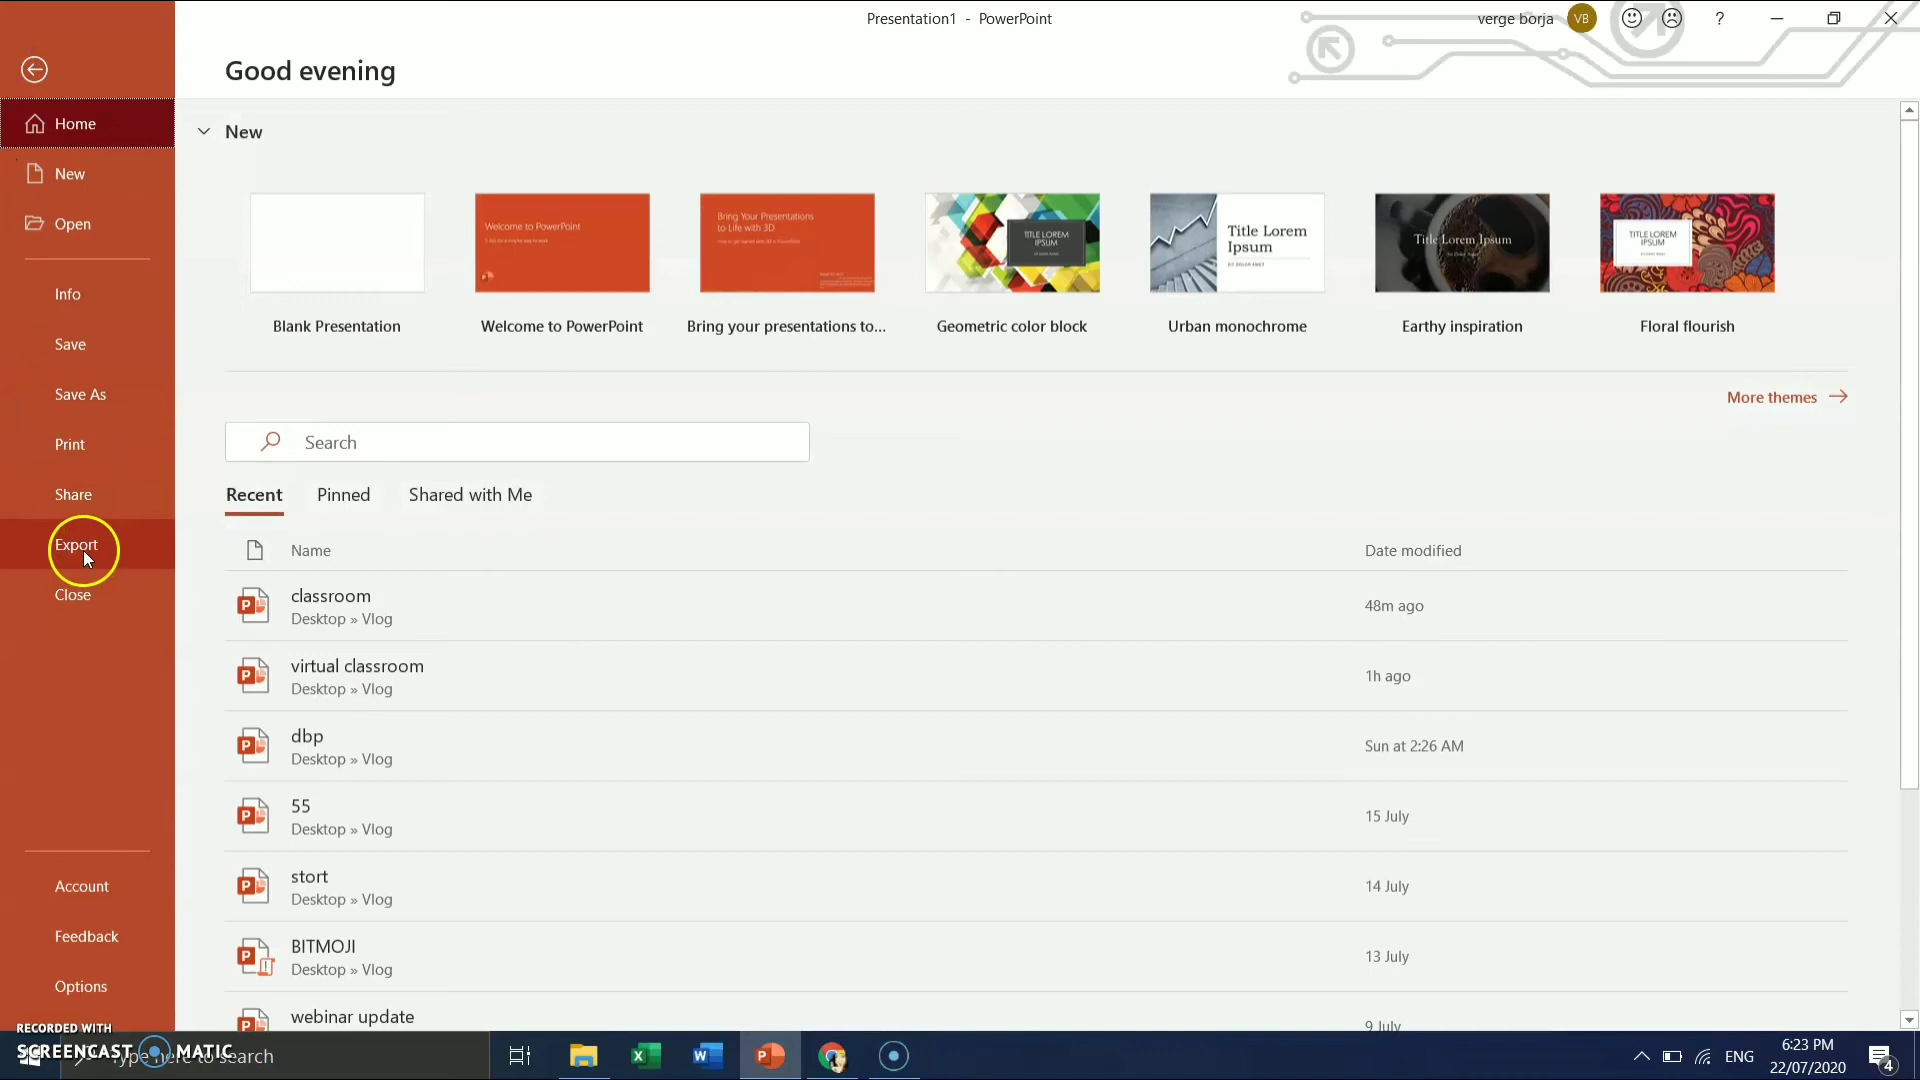 Presentation1 - PowerPoint
verge borja
VB
?
Good evening
Home
New
Open
Info
Save
Save As
Print
Share
Export
Close
Account
Feedback
Options
New
Welcome to PowerPoint
Bring Your Presentations
to Life with 3D
TITLE LOREM
IPSUM
Title Lorem
Ipsum
Title Lorem Ipsum
TITLE LOREM
IPSUM
Blank Presentation
Welcome to PowerPoint
Bring your presentations to...
Geometric color block
Urban monochrome
Earthy inspiration
Floral flourish
More themes
Search
Recent Pinned Shared with Me
Name Date modified
classroom
Desktop » Vlog
48m ago
virtual classroom
Desktop » Vlog
1h ago
dbp
Desktop » Vlog
Sun at 2:26 AM
55
Desktop » Vlog
15 July
stort
Desktop » Vlog
14 July
BITMOJI
Desktop » Vlog
13 July
webinar update
9 July
RECORDED WITH
SCREENCAST MATIC
Type here to search
ENG
6:23 PM
22/07/2020
4